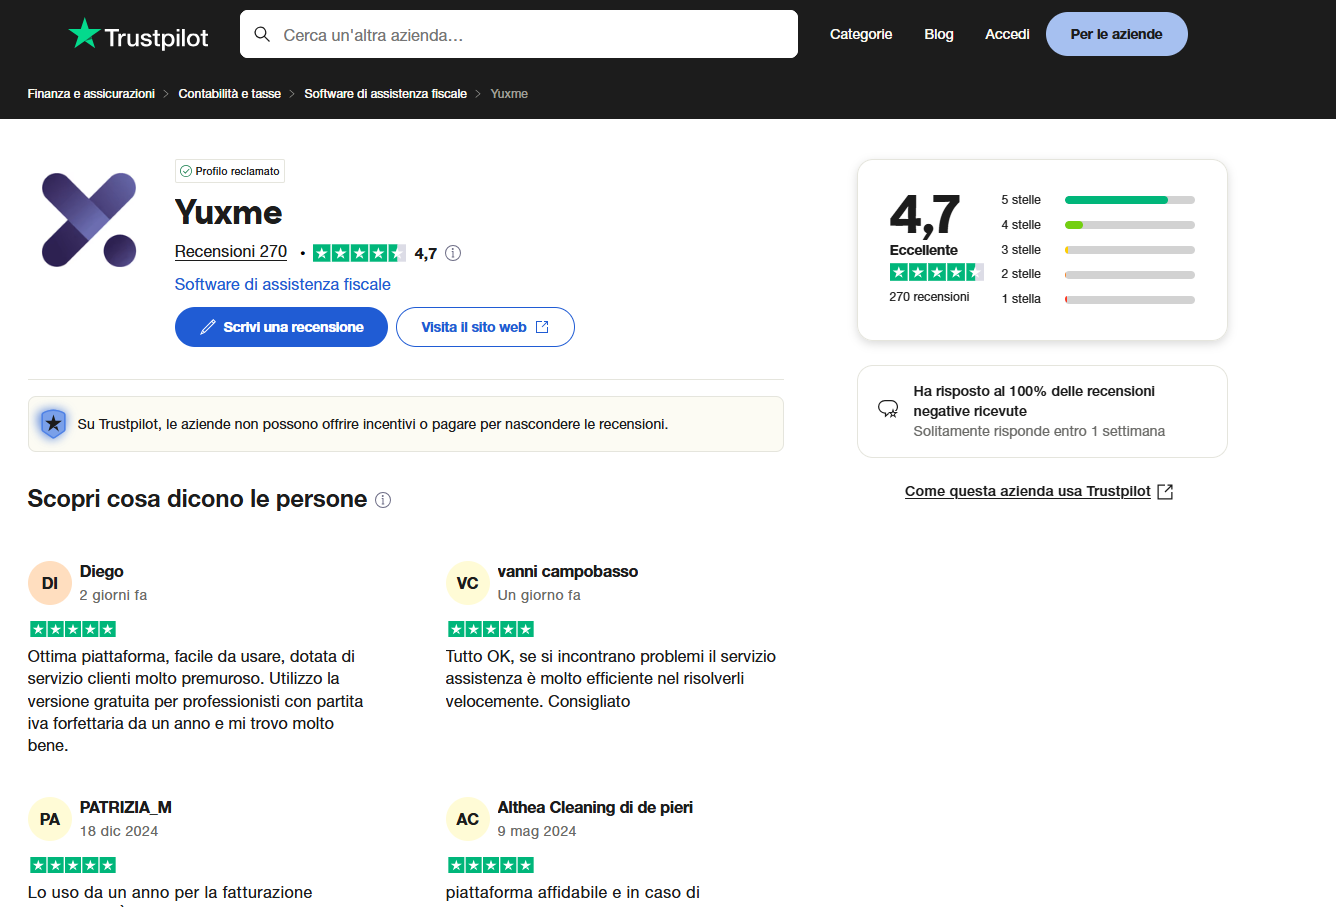 Trustpilot
Cerca un'altra azienda...
Categorie
Blog
Accedi
Per le aziende
Finanza e assicurazioni > Contabilità e tasse > Software di assistenza fiscale > Yuxme
Profilo reclamato
Yuxme
Recensioni 270 • 4,7
Software di assistenza fiscale
Scrivi una recensione
Visita il sito web
4,7
Eccellente
270 recensioni
5 stelle
4 stelle
3 stelle
2 stelle
1 stella
Ha risposto al 100% delle recensioni
negative ricevute
Solitamente risponde entro 1 settimana
Come questa azienda usa Trustpilot
Su Trustpilot, le aziende non possono offrire incentivi o pagare per nascondere le recensioni.
Scopri cosa dicono le persone
DI
Diego
2 giorni fa
Ottima piattaforma, facile da usare, dotata di
servizio clienti molto premuroso. Utilizzo la
versione gratuita per professionisti con partita
iva forfettaria da un anno e mi trovo molto
bene.
VC
vanni campobasso
Un giorno fa
Tutto OK, se si incontrano problemi il servizio
assistenza è molto efficiente nel risolverli
velocemente. Consigliato
PA
PATRIZIA_M
18 dic 2024
Lo uso da un anno per la fatturazione
AC
Althea Cleaning di de pieri
9 mag 2024
piattaforma affidabile e in caso di